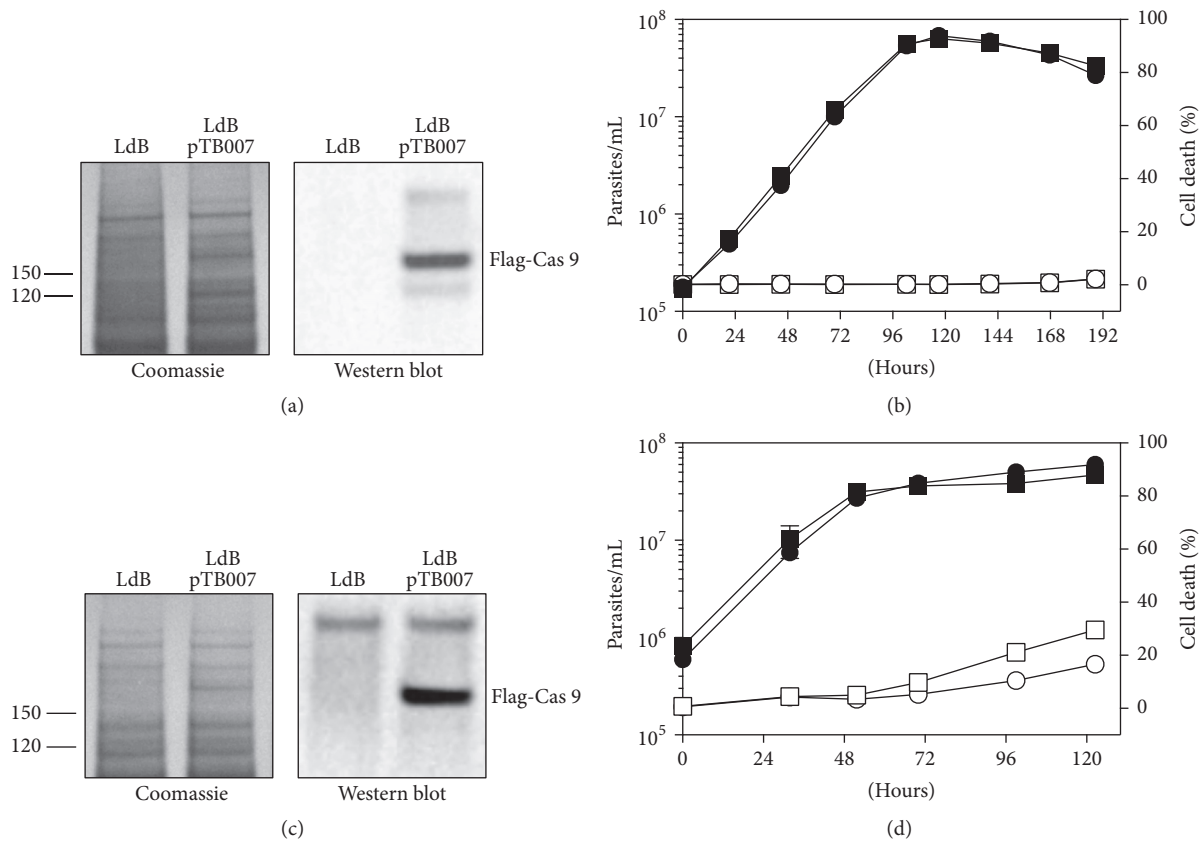 LdB
LdB
pTB007
LdB
LdB
pTB007
150
120
Flag-Cas 9
Coomassie
Western blot
(a)
10^8
10^7
10^6
10^5
Parasites/mL
100
80
60
40
20
0
Cell death (%)
0 24 48 72 96 120 144 168 192
(Hours)
(b)
LdB
LdB
pTB007
LdB
LdB
pTB007
150
120
Flag-Cas 9
Coomassie
Western blot
(c)
10^8
10^7
10^6
10^5
Parasites/mL
100
80
60
40
20
0
Cell death (%)
0 24 48 72 96 120
(Hours)
(d)